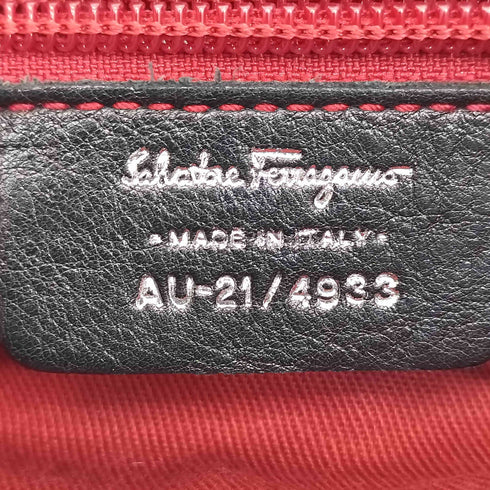 Salvatore Ferragamo
• MADE IN ITALY •
AU-21/4933